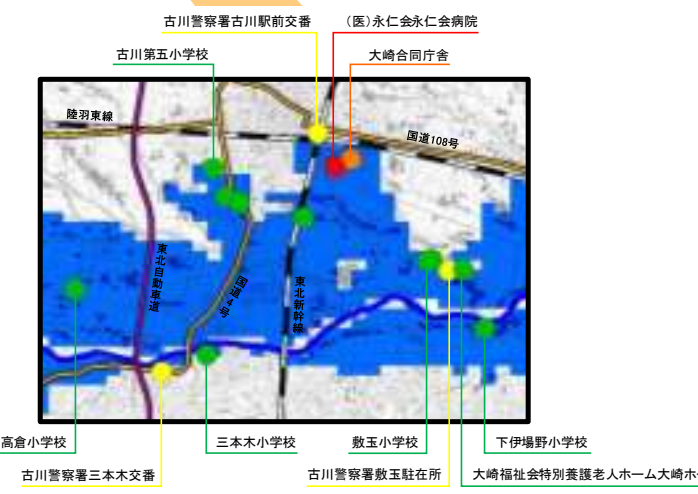 古川警察署古川駅前交番
(医)永仁会永仁会病院
古川第五小学校
大崎合同庁舎
陸羽東線
国道108号
東北自動車道
国道4号
東北新幹線
高倉小学校
三本木小学校
敷玉小学校
下伊場野小学校
古川警察署三本木交番
古川警察署敷玉駐在所
大崎福祉会特別養護老人ホーム大崎ホ